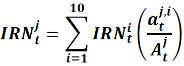 IRN_t^j = \sum_{i=1}^{10} IRN_t^i \left( \frac{a_t^{j,i}}{A_t^j} \right)